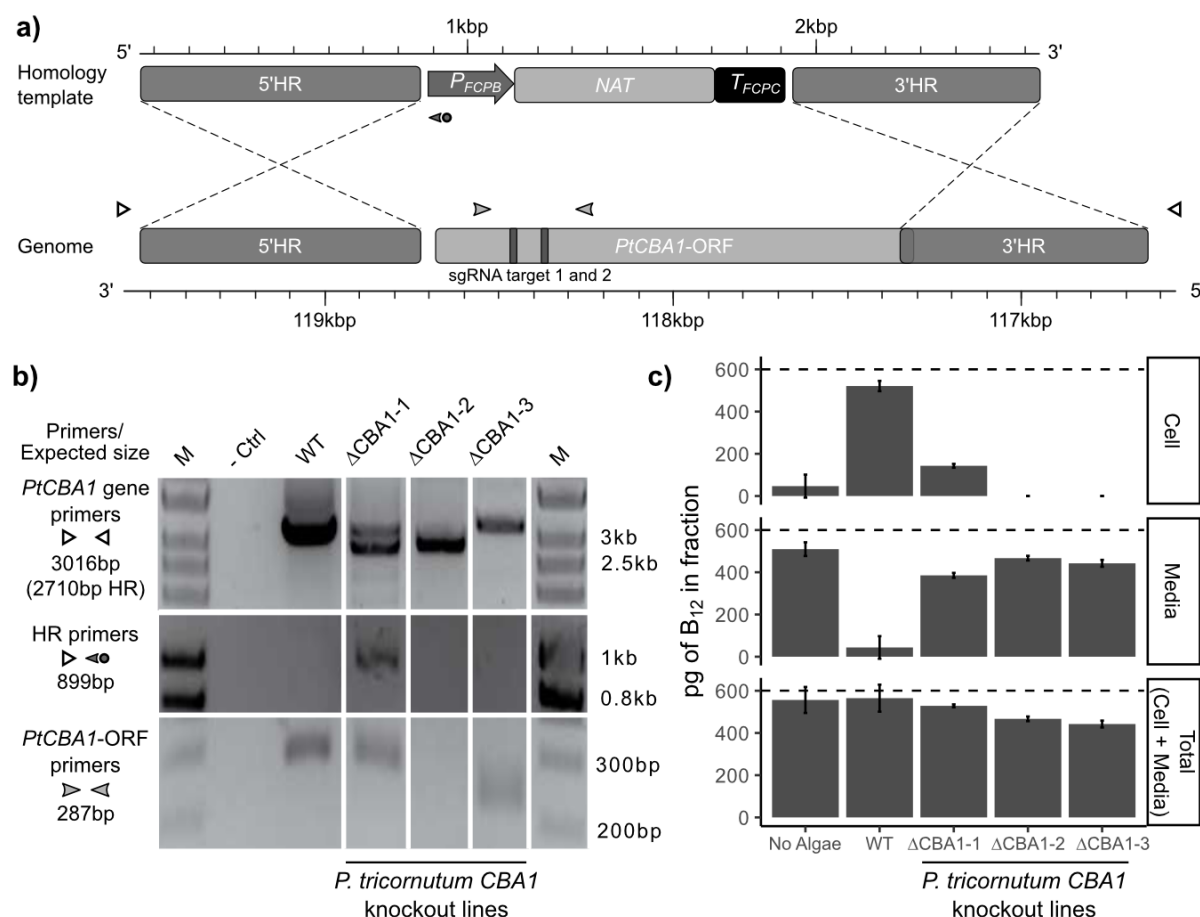 a)
1kbp 2kbp
5' 3'
Homology
template
5'HR P_FCPB NAT T_FCPC 3'HR
Genome
5'HR PtCBA1-ORF 3'HR
sgRNA target 1 and 2
3' 5
119kbp 118kbp 117kbp
b)
Primers/
Expected size
M - Ctrl WT ΔCBA1-1 ΔCBA1-2 ΔCBA1-3 M
PtCBA1 gene
primers
3016bp
(2710bp HR)
3kb
2.5kb
HR primers
899bp
1kb
0.8kb
PtCBA1-ORF
primers
287bp
300bp
200bp
P. tricornutum CBA1
knockout lines
c)
pg of B12 in fraction
600
400
200
0
Cell
600
400
200
0
Media
600
400
200
0
Total
(Cell + Media)
No Algae WT ΔCBA1-1 ΔCBA1-2 ΔCBA1-3
P. tricornutum CBA1
knockout lines